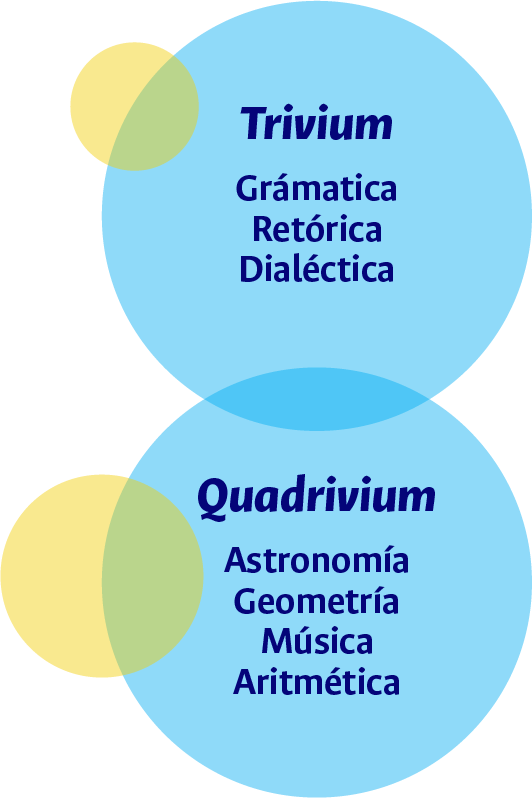 Trivium
Grámatica
Retórica
Dialéctica
Quadrivium
Astronomía
Geometría
Música
Aritmética